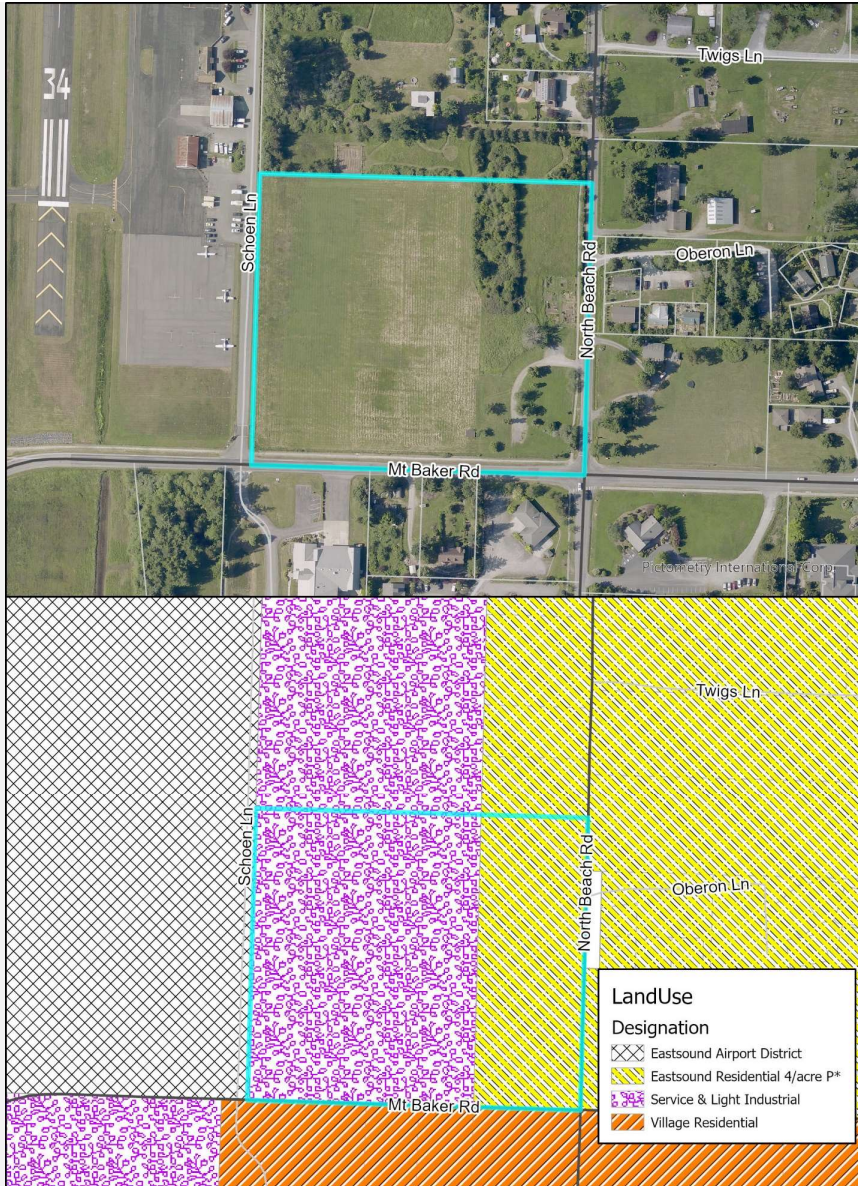 Twigs Ln
34
Schoen Ln
Oberon Ln
North Beach Rd
Mt Baker Rd
Pictometry International Corp.
Twigs Ln
Schoen Ln
North Beach Rd
Oberon Ln
LandUse
Designation
Eastsound Airport District
Eastsound Residential 4/acre P*
Service & Light Industrial
Village Residential
Mt Baker Rd